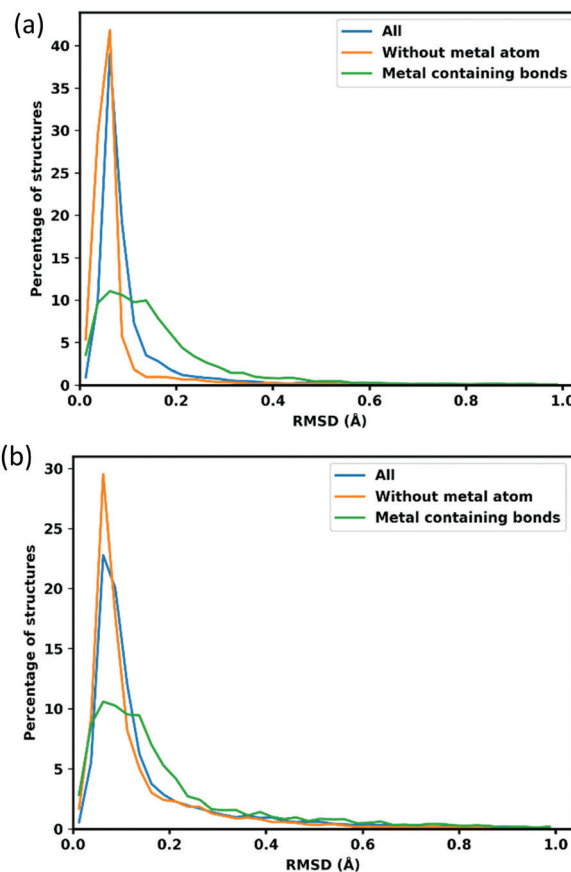 (a)
All
Without metal atom
Metal containing bonds
Percentage of structures
40
35
30
25
20
15
10
5
0
0.0 0.2 0.4 0.6 0.8 1.0
RMSD (Å)
(b)
All
Without metal atom
Metal containing bonds
Percentage of structures
30
25
20
15
10
5
0
0.0 0.2 0.4 0.6 0.8 1.0
RMSD (Å)